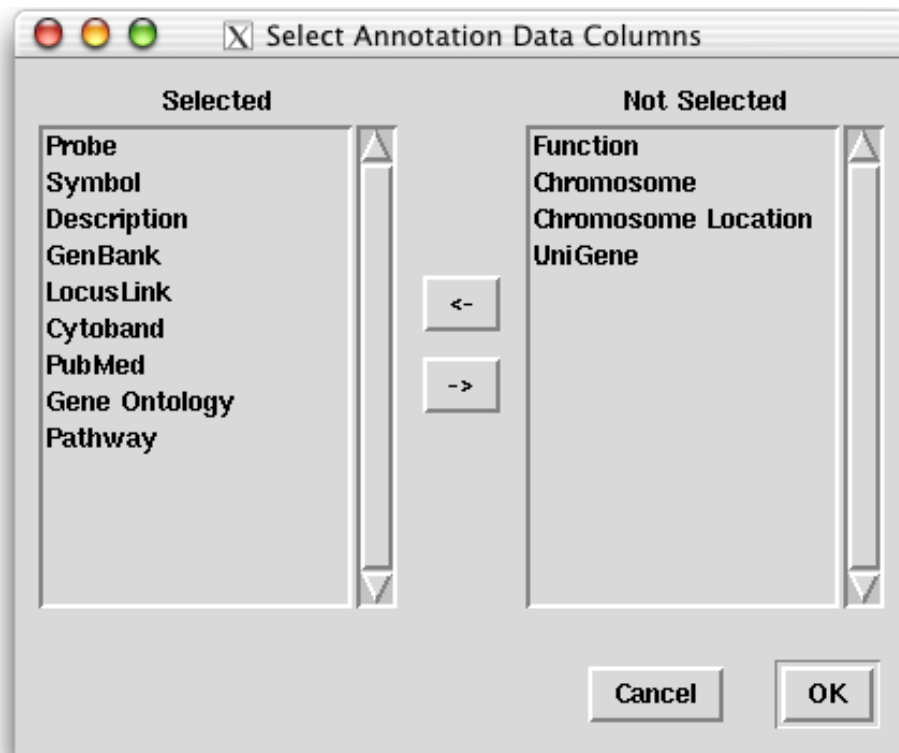 X Select Annotation Data Columns
Selected
Probe
Symbol
Description
GenBank
LocusLink
Cytoband
PubMed
Gene Ontology
Pathway
<-
->
Not Selected
Function
Chromosome
Chromosome Location
UniGene
Cancel
OK